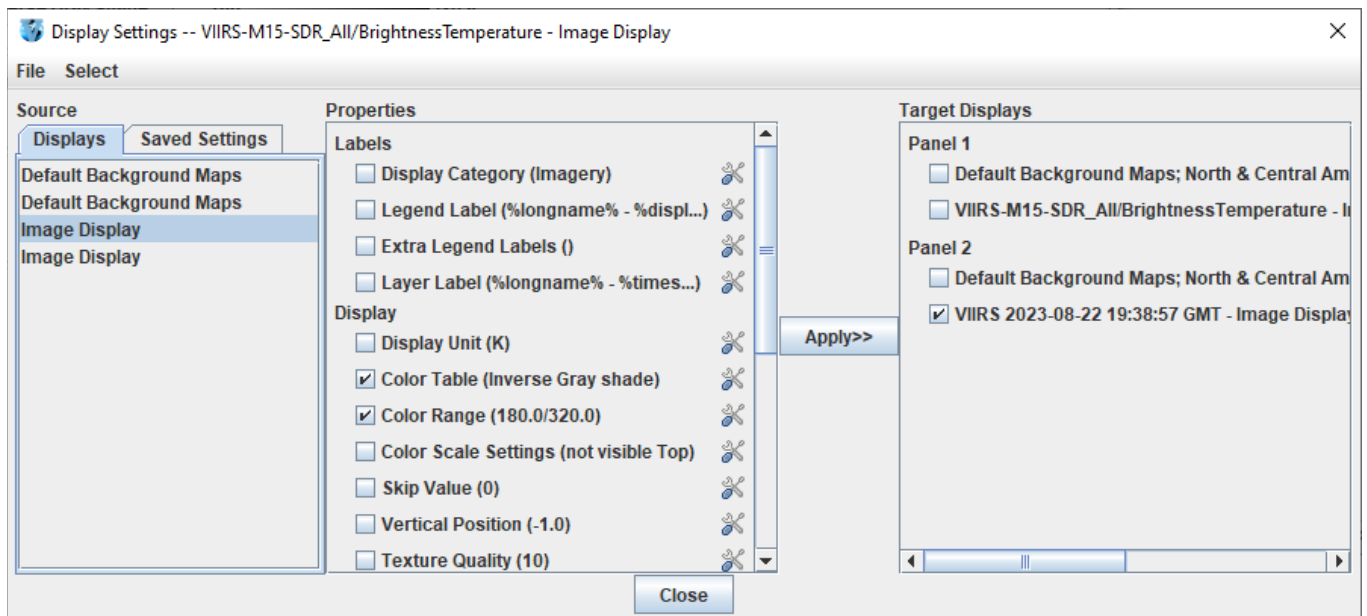 Display Settings -- VIIRS-M15-SDR_All/BrightnessTemperature - Image Display
File Select
Source
Displays Saved Settings
Default Background Maps
Default Background Maps
Image Display
Image Display
Properties
Labels
Display Category (Imagery)
Legend Label (%longname% - %displ...)
Extra Legend Labels ()
Layer Label (%longname% - %times...)
Display
Display Unit (K)
Color Table (Inverse Gray shade)
Color Range (180.0/320.0)
Color Scale Settings (not visible Top)
Skip Value (0)
Vertical Position (-1.0)
Texture Quality (10)
Apply>>
Target Displays
Panel 1
Default Background Maps; North & Central Am
VIIRS-M15-SDR_All/BrightnessTemperature - I
Panel 2
Default Background Maps; North & Central Am
VIIRS 2023-08-22 19:38:57 GMT - Image Display
Close